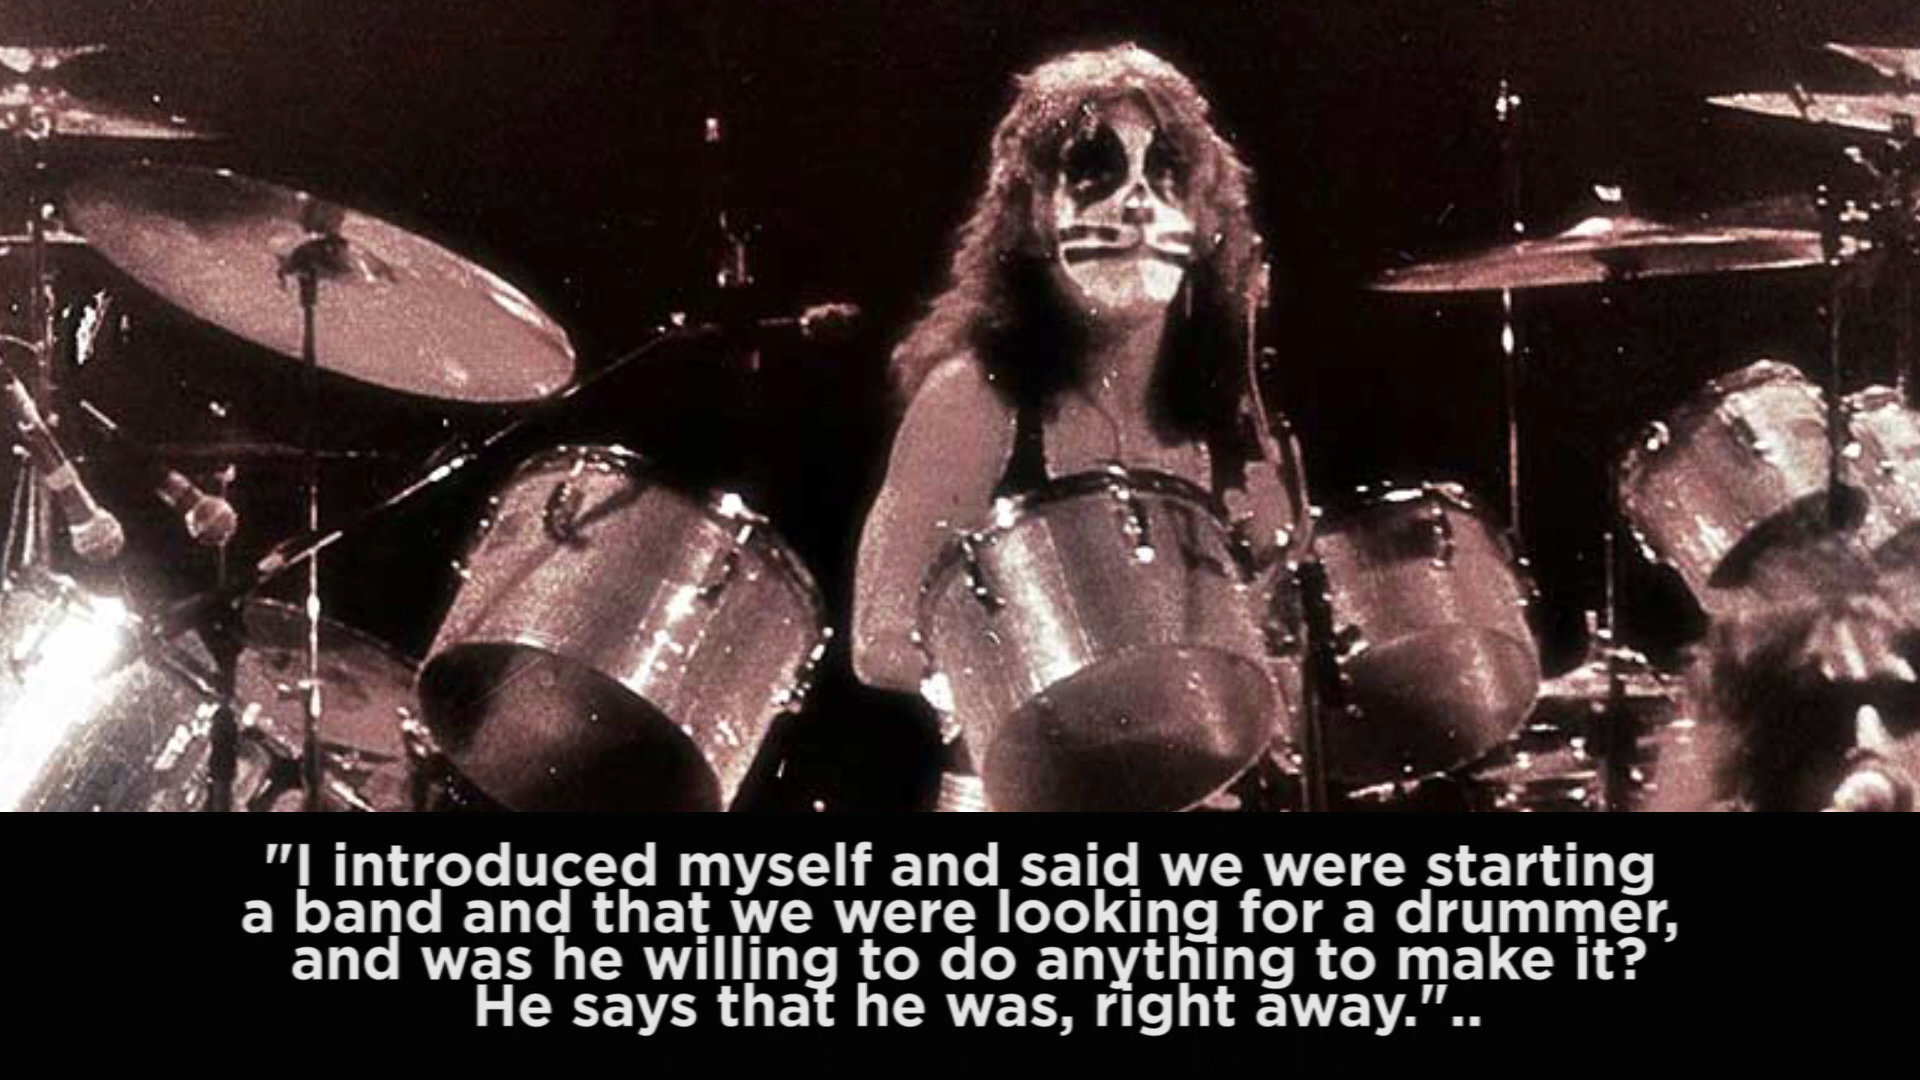 "I introduced myself and said we were starting
a band and that we were looking for a drummer,
and was he willing to do anything to make it?
He says that he was, right away."..